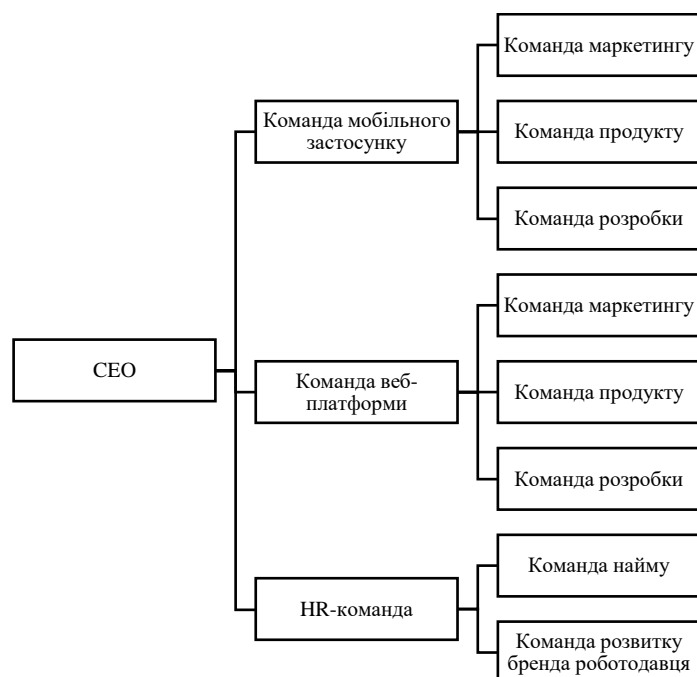 Команда маркетингу
Команда мобільного
застосунку
Команда продукту
Команда розробки
Команда маркетингу
CEO
Команда веб-
платформи
Команда продукту
Команда розробки
Команда найму
HR-команда
Команда розвитку
бренда роботодавця